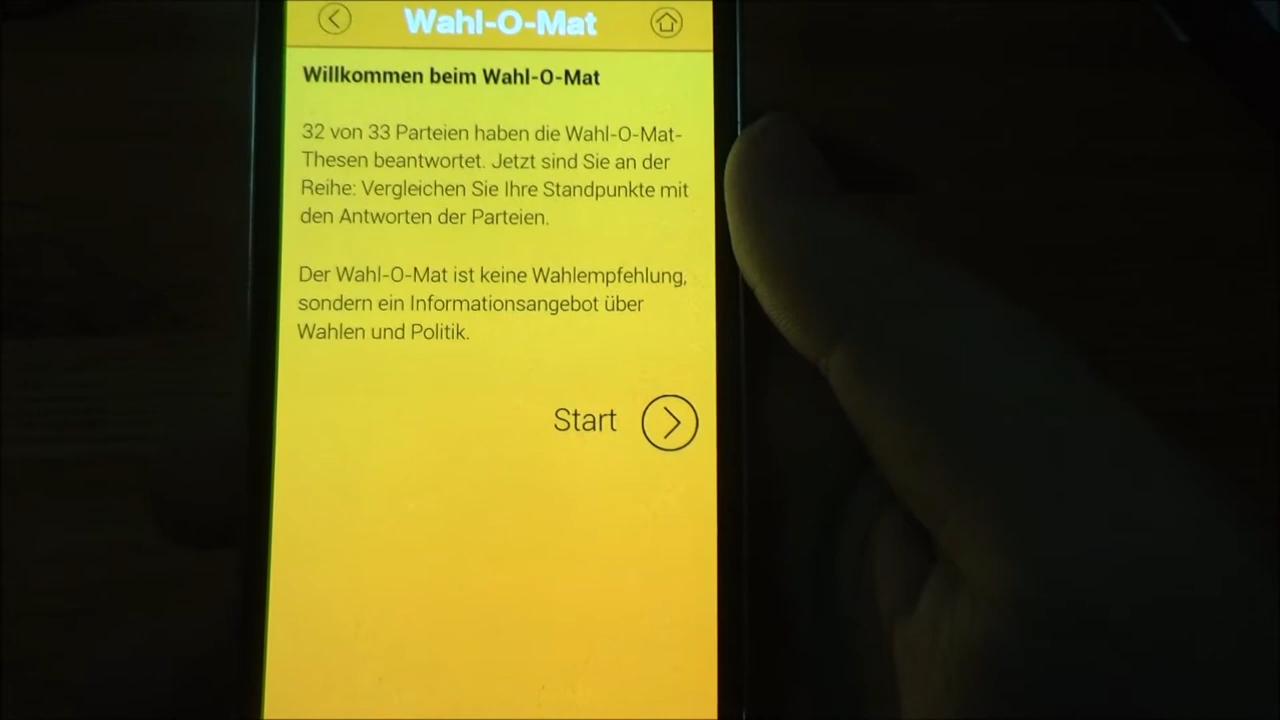 Wahl-O-Mat
Willkommen beim Wahl-O-Mat
32 von 33 Parteien haben die Wahl-O-Mat-
Thesen beantwortet. Jetzt sind Sie an der
Reihe: Vergleichen Sie Ihre Standpunkte mit
den Antworten der Parteien.
Der Wahl-O-Mat ist keine Wahlempfehlung,
sondern ein Informationsangebot über
Wahlen und Politik.
Start